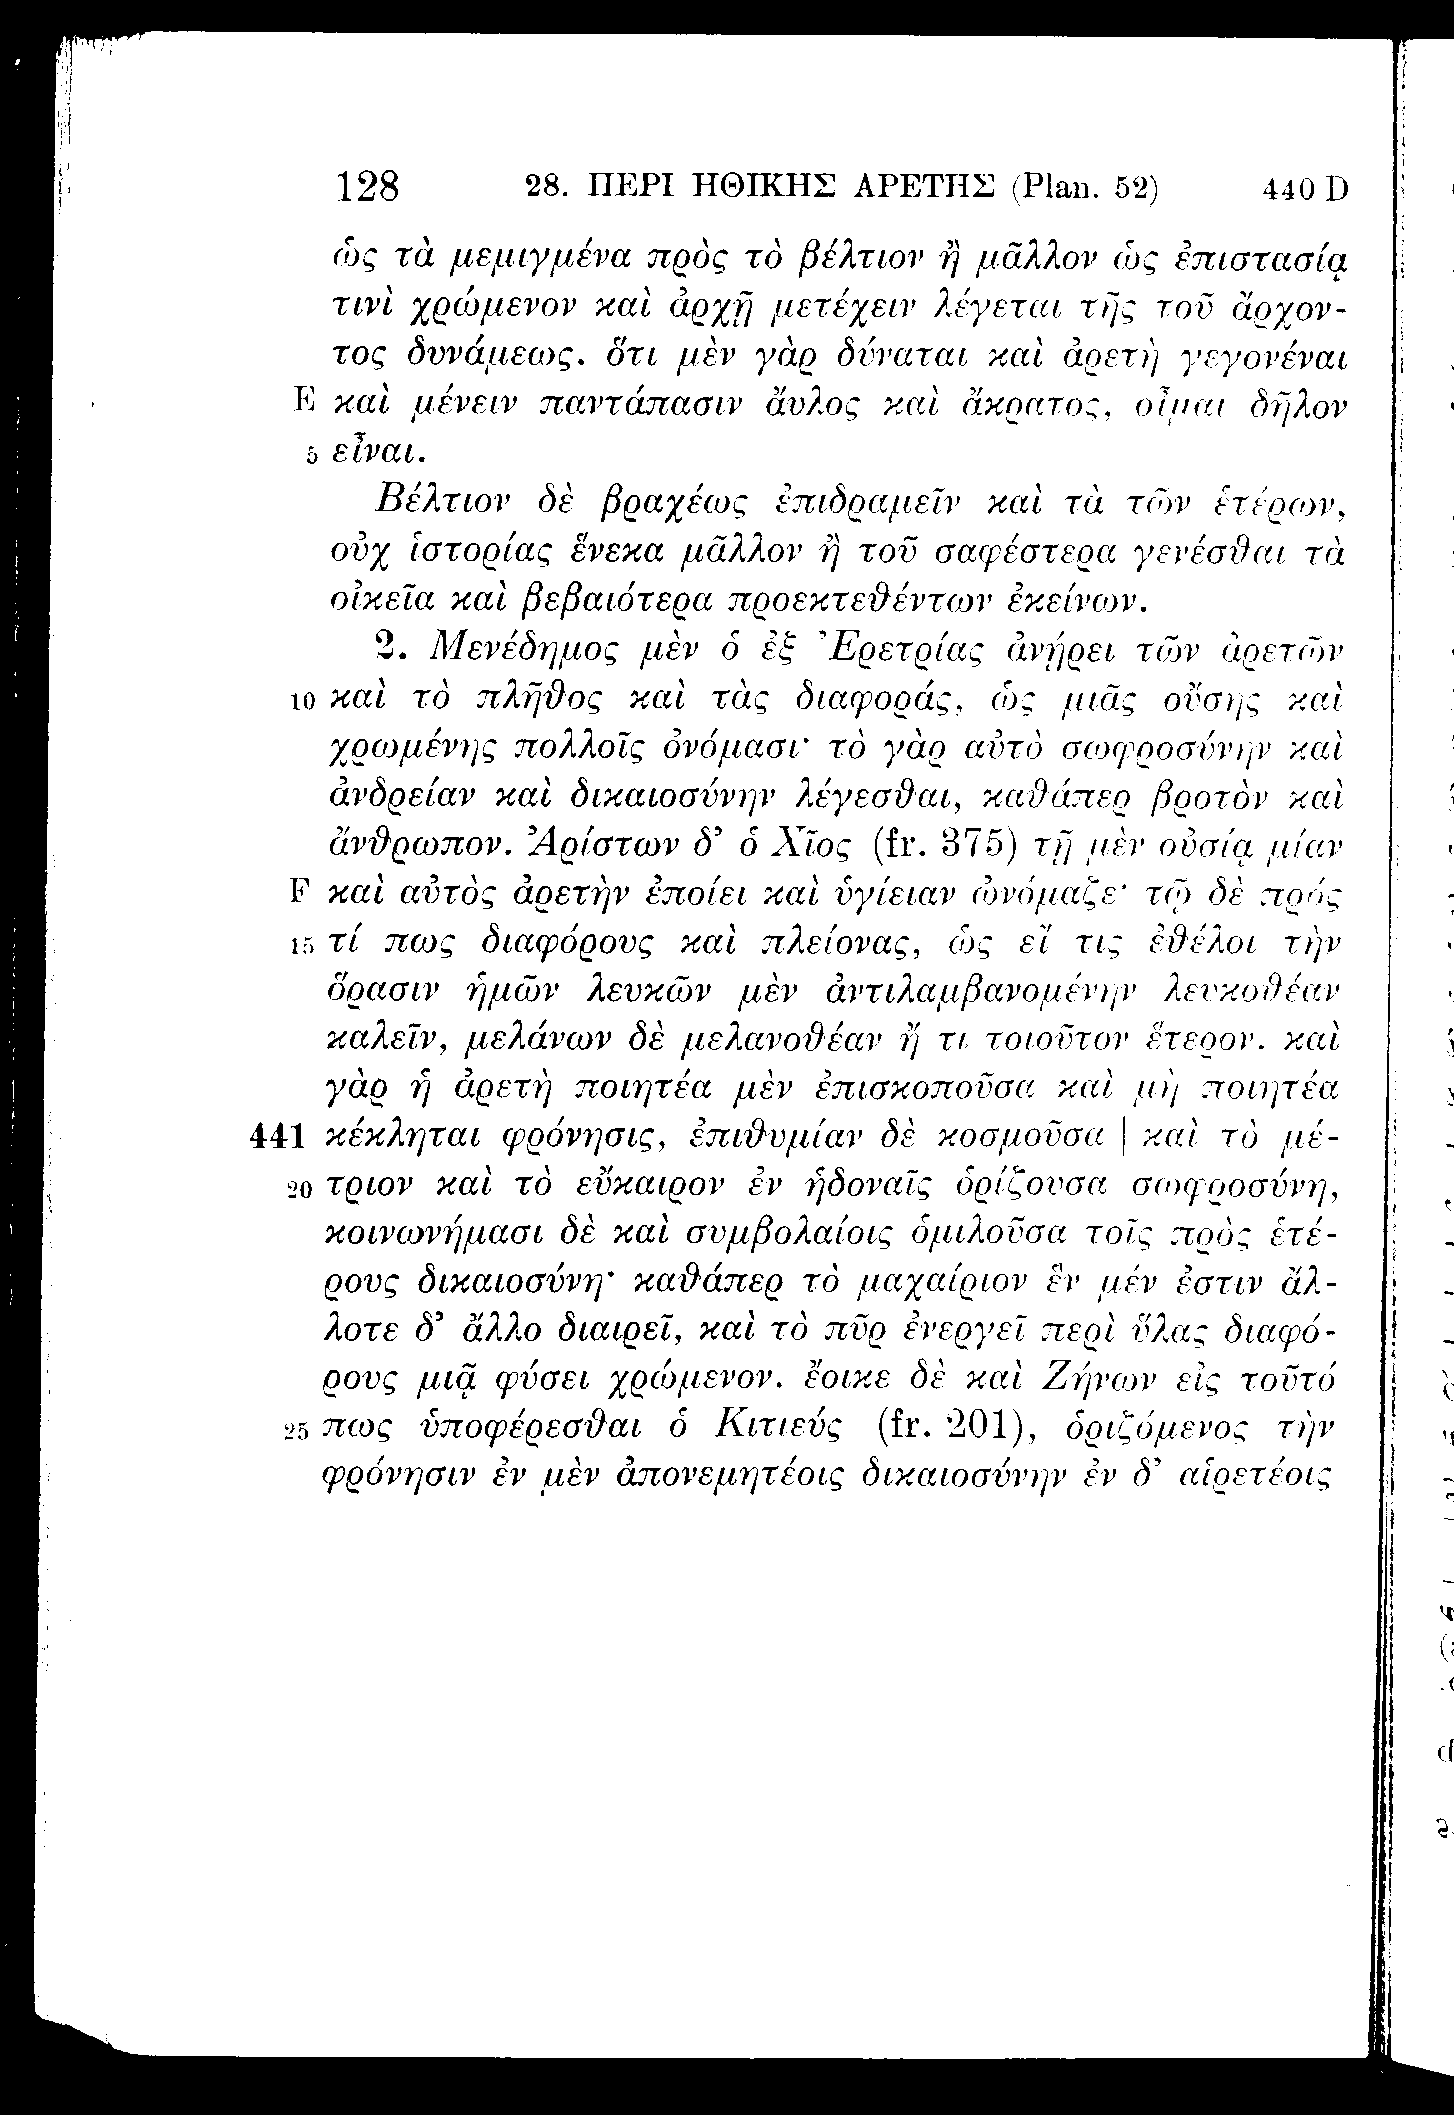 128 28. ΠΕΡΙ ΗΘΙΚΗΣ ΑΡΕΤΗΣ (Plan. 52) 440 D
ὡς τὰ μεμιγμένα πρὸς τὸ βέλτιον ἢ μᾶλλον ὡς ἐπιστασίᾳ
τινὶ χρώμενον καὶ ἀρχῇ μετέχειν λέγεται τῆς τοῦ ἄρχον-
τος δυνάμεως. ὅτι μὲν γὰρ δύναται καὶ ἀρετὴ γεγονέναι
E καὶ μένειν παντάπασιν ἄυλος καὶ ἄκρατος, οἶμαι δῆλον
5 εἶναι.
Βέλτιον δὲ βραχέως ἐπιδραμεῖν καὶ τὰ τῶν ἑτέρων,
οὐχ ἱστορίας ἕνεκα μᾶλλον ἢ τοῦ σαφέστερα γενέσθαι τὰ
οἰκεῖα καὶ βεβαιότερα προεκτεθέντων ἐκείνων.
2. Μενέδημος μὲν ὁ ἐξ Ἐρετρίας ἀνῄρει τῶν ἀρετῶν
10 καὶ τὸ πλῆθος καὶ τὰς διαφοράς, ὡς μιᾶς οὔσης καὶ
χρωμένης πολλοῖς ὀνόμασι· τὸ γὰρ αὐτὸ σωφροσύνην καὶ
ἀνδρείαν καὶ δικαιοσύνην λέγεσθαι, καθάπερ βροτὸν καὶ
ἄνθρωπον. Ἀρίστων δ’ ὁ Χῖος (fr. 375) τῇ μὲν οὐσίᾳ μίαν
F καὶ αὐτὸς ἀρετὴν ἐποίει καὶ ὑγίειαν ὠνόμαζε· τῷ δὲ πρός
15 τί πως διαφόρους καὶ πλείονας, ὡς εἴ τις ἐθέλοι τὴν
ὅρασιν ἡμῶν λευκῶν μὲν ἀντιλαμβανομένην λευκοθέαν
καλεῖν, μελάνων δὲ μελανοθέαν ἤ τι τοιοῦτον ἕτερον. καὶ
γὰρ ἡ ἀρετὴ ποιητέα μὲν ἐπισκοποῦσα καὶ μὴ ποιητέα
441 κέκληται φρόνησις, ἐπιθυμίαν δὲ κοσμοῦσα | καὶ τὸ μέ-
20 τριον καὶ τὸ εὔκαιρον ἐν ἡδοναῖς ὁρίζουσα σωφροσύνη,
κοινωνήμασι δὲ καὶ συμβολαίοις ὁμιλοῦσα τοῖς πρὸς ἑτέ-
ρους δικαιοσύνη· καθάπερ τὸ μαχαίριον ἓν μέν ἐστιν ἄλ-
λοτε δ’ ἄλλο διαιρεῖ, καὶ τὸ πῦρ ἐνεργεῖ περὶ ὕλας διαφό-
ρους μιᾷ φύσει χρώμενον. ἔοικε δὲ καὶ Ζήνων εἰς τοῦτό
25 πως ὑποφέρεσθαι ὁ Κιτιεύς (fr. 201), ὁριζόμενος τὴν
φρόνησιν ἐν μὲν ἀπονεμητέοις δικαιοσύνην ἐν δ’ αἱρετέοις